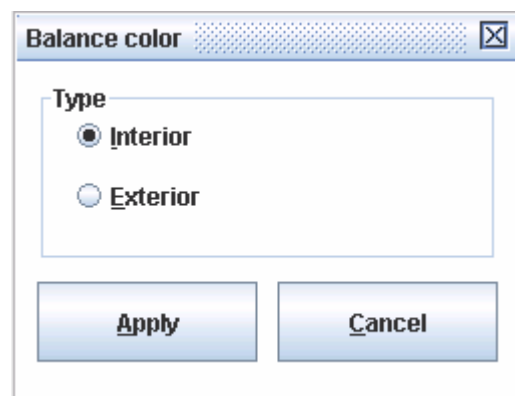 Balance color
Type
Interior
Exterior
Apply
Cancel